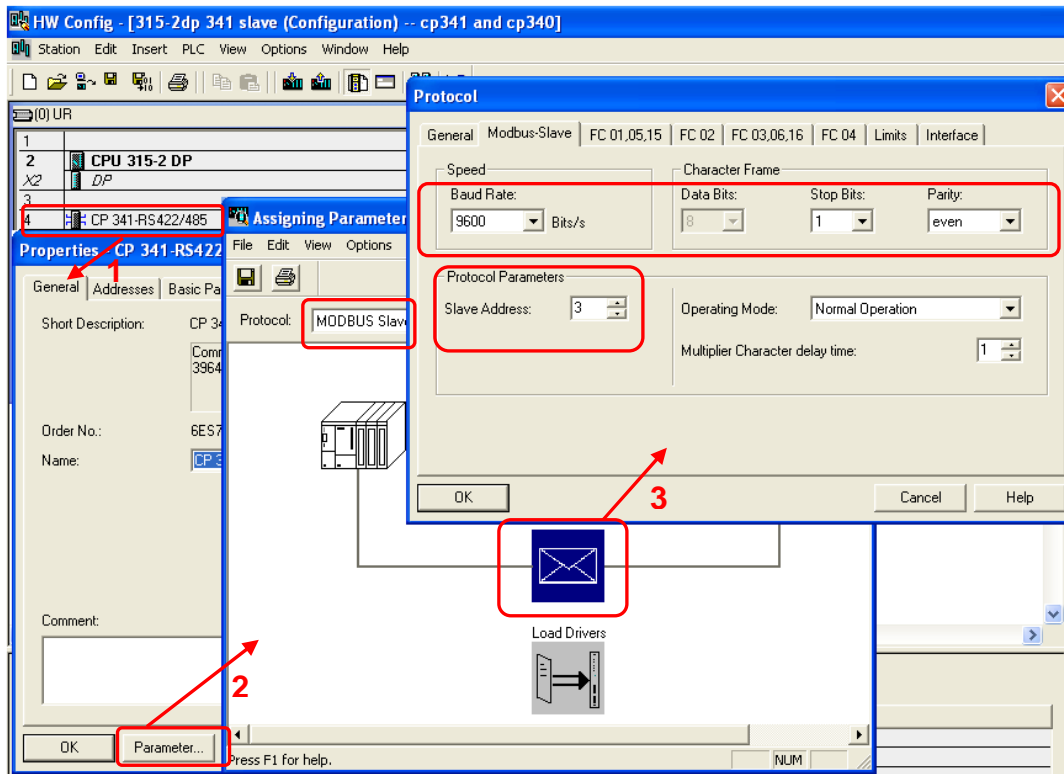 HW Config - [315-2dp 341 slave (Configuration) -- cp341 and cp340]
Station Edit Insert PLC View Options Window Help
(0) UR
1
2 CPU 315-2 DP
X2 DP
3
4 CP 341-RS422/485
Properties - CP 341-RS422
1
General Addresses Basic Pa
Short Description: CP 34
Comm
3964
Order No.: 6ES7
Name: CP 3
Comment:
2
OK Parameter...
Assigning Parameter
File Edit View Options
Protocol: MODBUS Slave
Load Drivers
Press F1 for help. NUM
Protocol
General Modbus-Slave FC 01,05,15 FC 02 FC 03,06,16 FC 04 Limits Interface
Speed
Baud Rate:
9600 Bits/s
Character Frame
Data Bits: Stop Bits: Parity:
8 1 even
Protocol Parameters
Slave Address: 3
Operating Mode: Normal Operation
Multiplier Character delay time: 1
OK Cancel Help
3